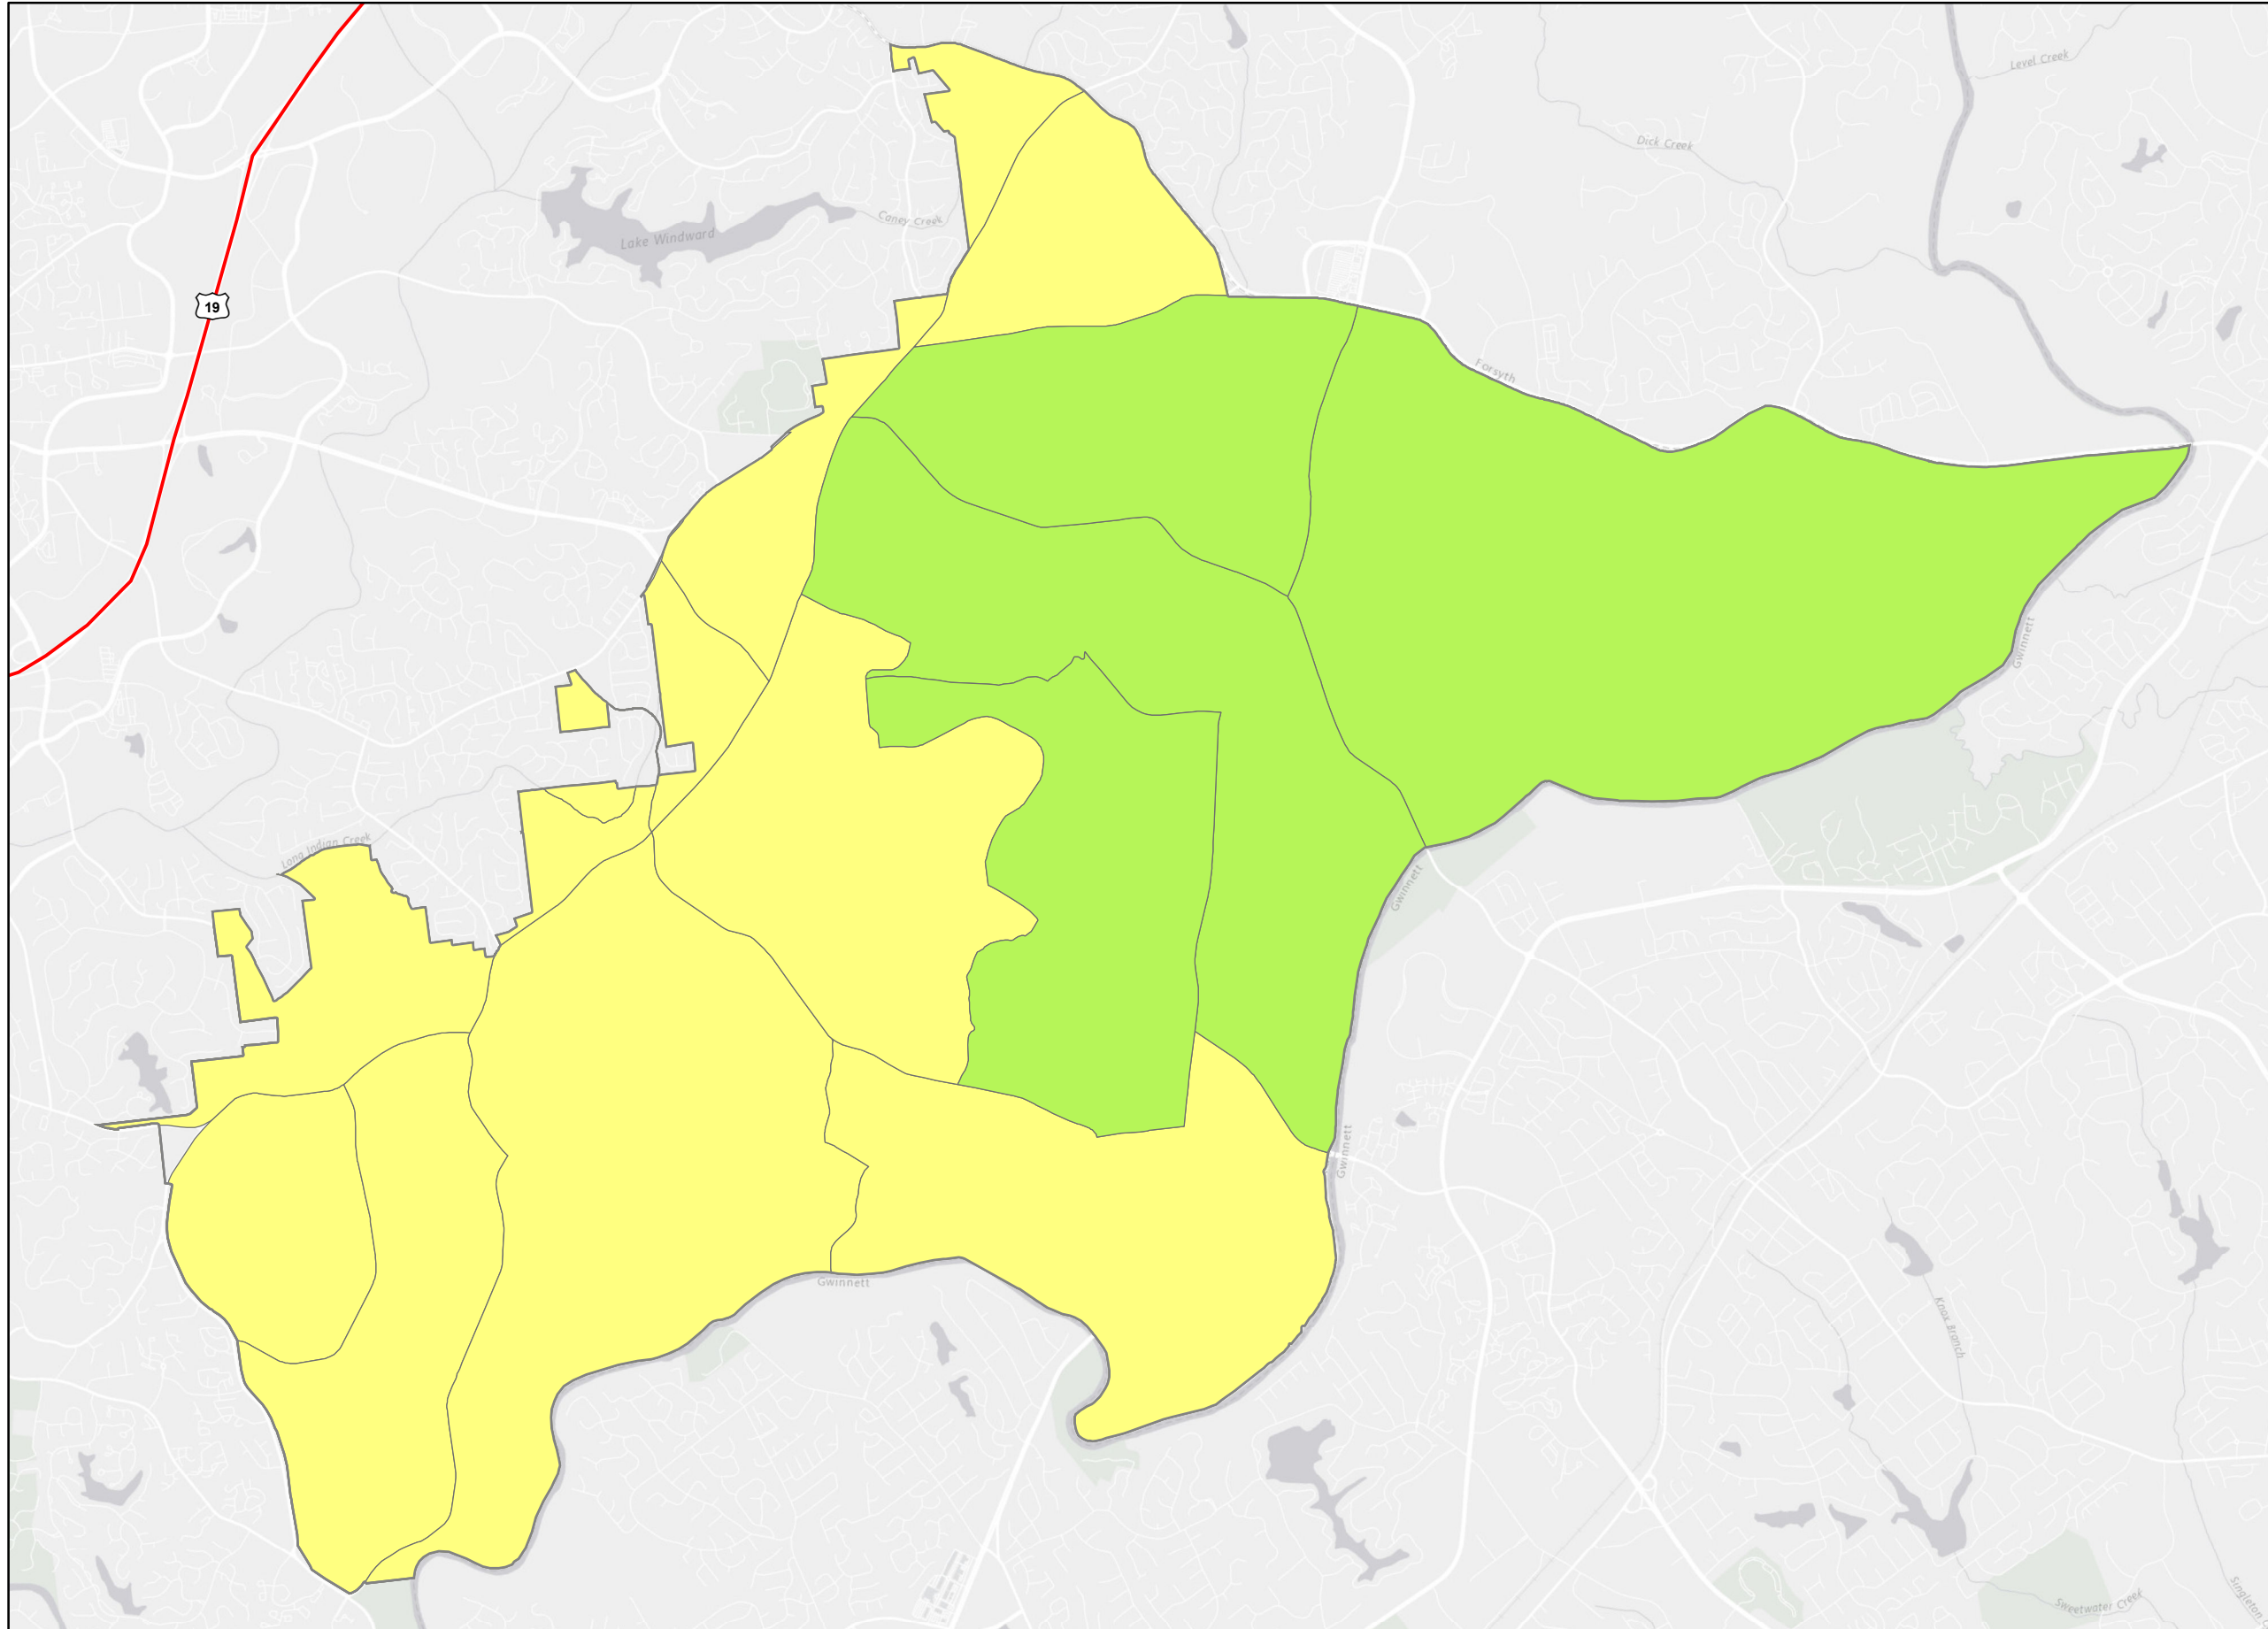 Level Creek
Dick Creek
Caney Creek
Lake Windward
19
Forsyth
Gwinnett
Long Indian Creek
Gwinnett
Gwinnett
Gwinnett
Knox Branch
Sweetwater Creek
Singleton